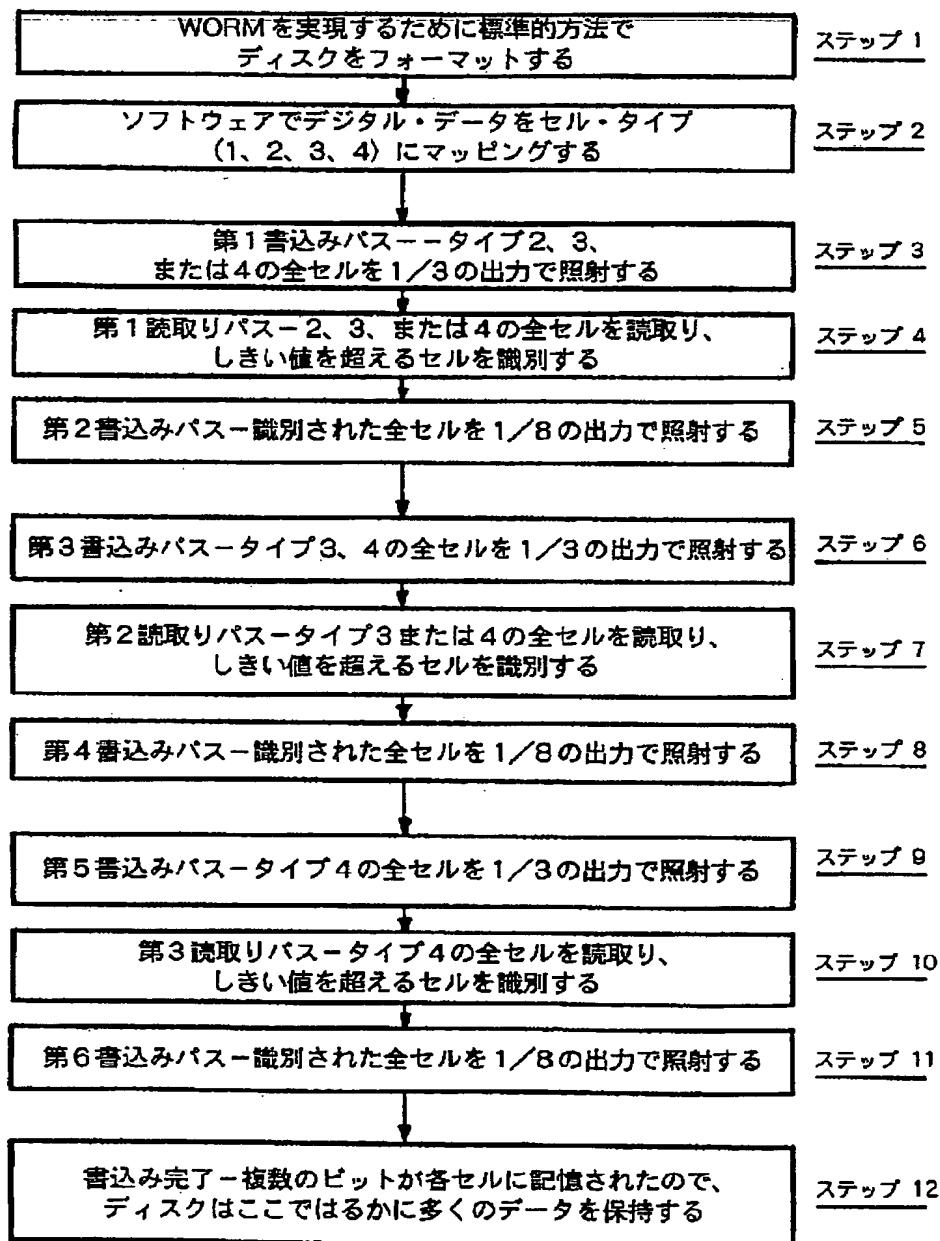 WORMを実現するために標準的方法で
ディスクをフォーマットする
ステップ 1
ソフトウェアでデジタル・データをセル・タイプ
(1、2、3、4)にマッピングする
ステップ 2
第1書込みパスーータイプ2、3、
または4の全セルを1/3の出力で照射する
ステップ 3
第1読取りパスー2、3、または4の全セルを読取り、
しきい値を超えるセルを識別する
ステップ 4
第2書込みパスー識別された全セルを1/8の出力で照射する
ステップ 5
第3書込みパスータイプ3、4の全セルを1/3の出力で照射する
ステップ 6
第2読取りパスータイプ3または4の全セルを読取り、
しきい値を超えるセルを識別する
ステップ 7
第4書込みパスー識別された全セルを1/8の出力で照射する
ステップ 8
第5書込みパスータイプ4の全セルを1/3の出力で照射する
ステップ 9
第3読取りパスータイプ4の全セルを読取り、
しきい値を超えるセルを識別する
ステップ 10
第6書込みパスー識別された全セルを1/8の出力で照射する
ステップ 11
書込み完了ー複数のビットが各セルに記憶されたので、
ディスクはここではるかに多くのデータを保持する
ステップ 12